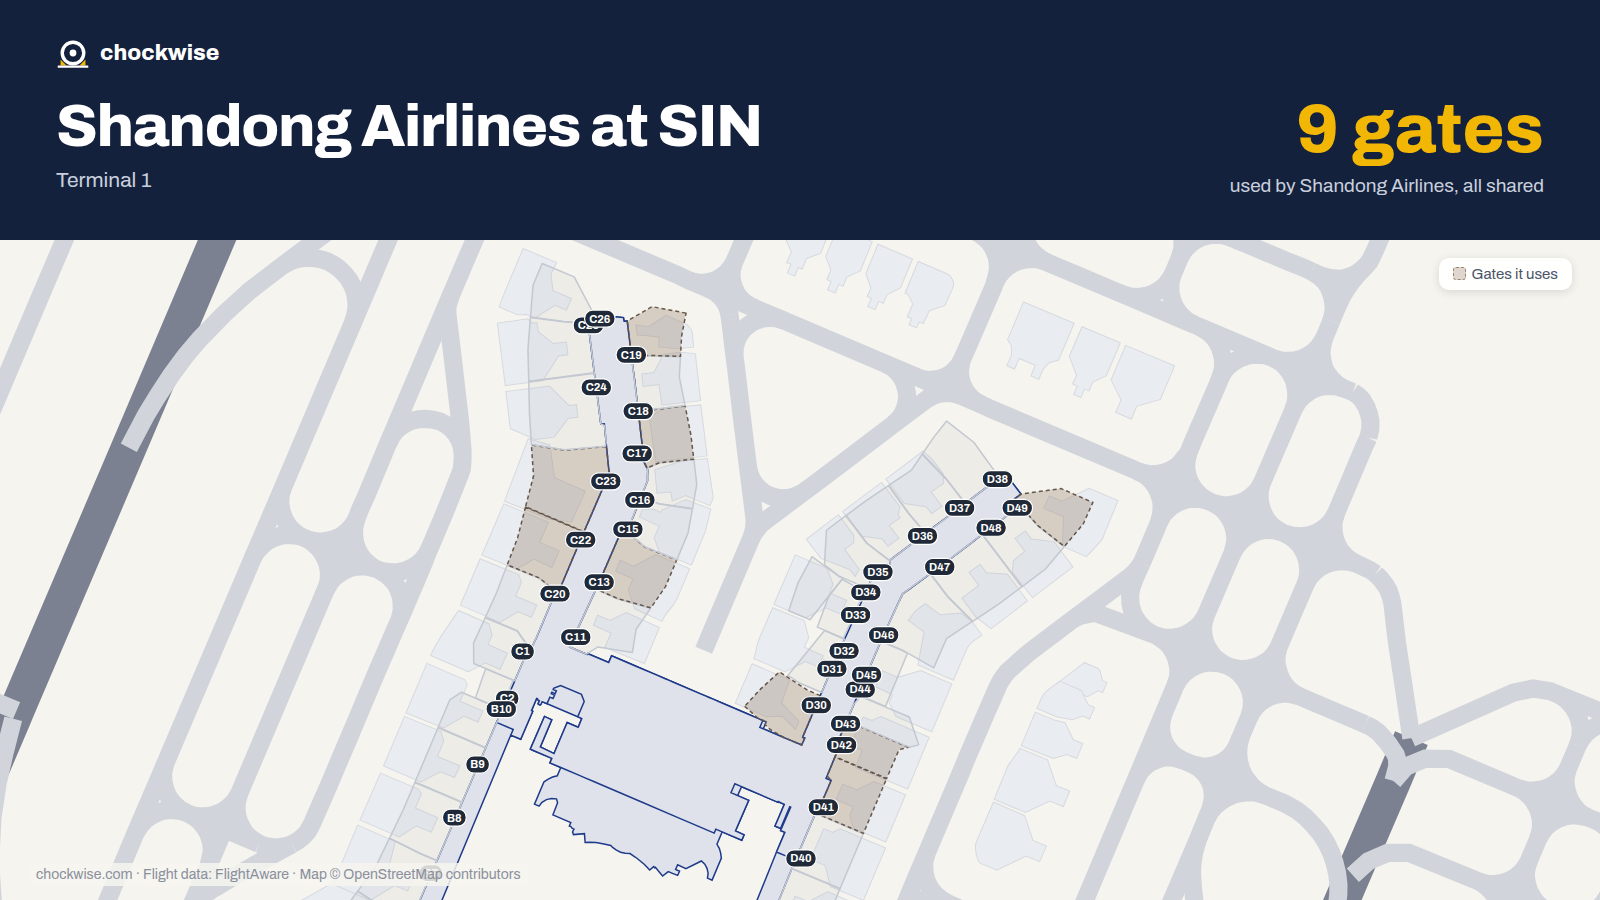 chockwise
Shandong Airlines at SIN
Terminal 1
9 gates
used by Shandong Airlines, all shared
Gates it uses
C26
C19
C24
C18
C17
C23
C16
C15
C22
C13
C20
C11
C1
C2
B10
B9
B8
D38
D37
D49
D48
D36
D47
D35
D34
D33
D46
D32
D31
D45
D44
D30
D43
D42
D41
D40
chockwise.com · Flight data: FlightAware · Map © OpenStreetMap contributors